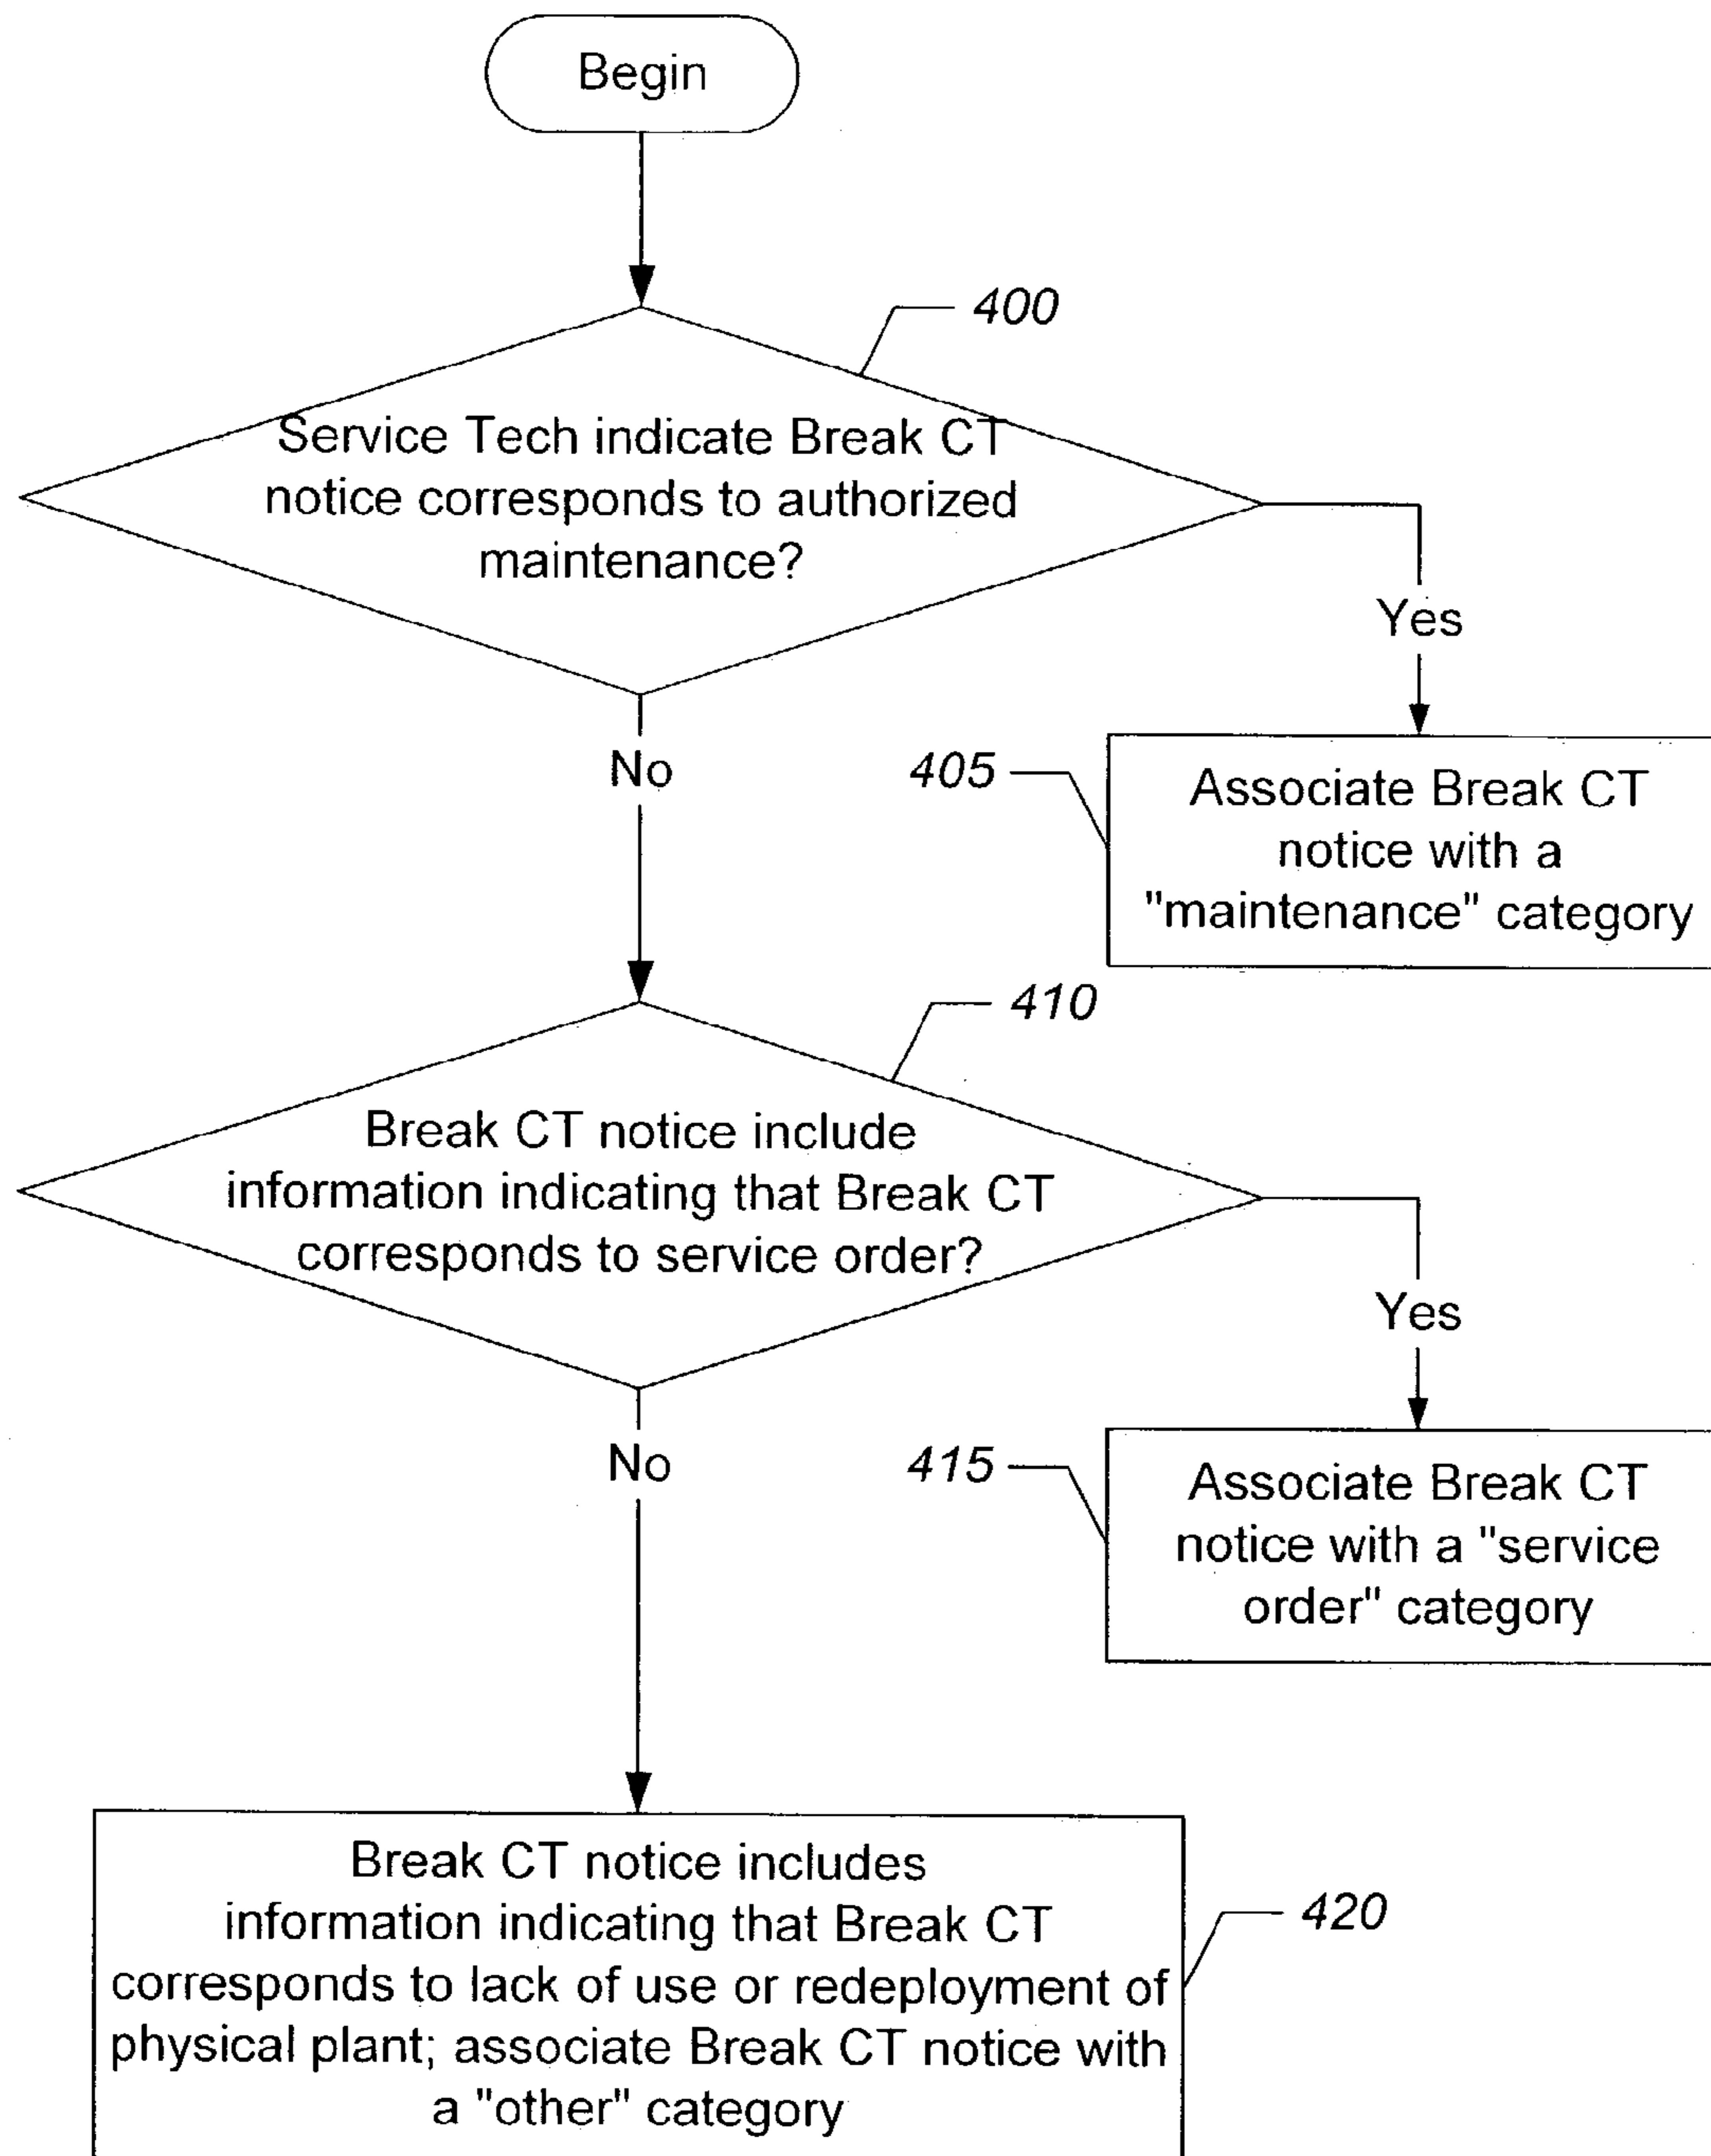 Begin
400
Service Tech indicate Break CT
notice corresponds to authorized
maintenance?
Yes
No
405
Associate Break CT
notice with a
"maintenance" category
410
Break CT notice include
information indicating that Break CT
corresponds to service order?
Yes
No
415
Associate Break CT
notice with a "service
order" category
Break CT notice includes
information indicating that Break CT
corresponds to lack of use or redeployment of
physical plant; associate Break CT notice with
a "other" category
420